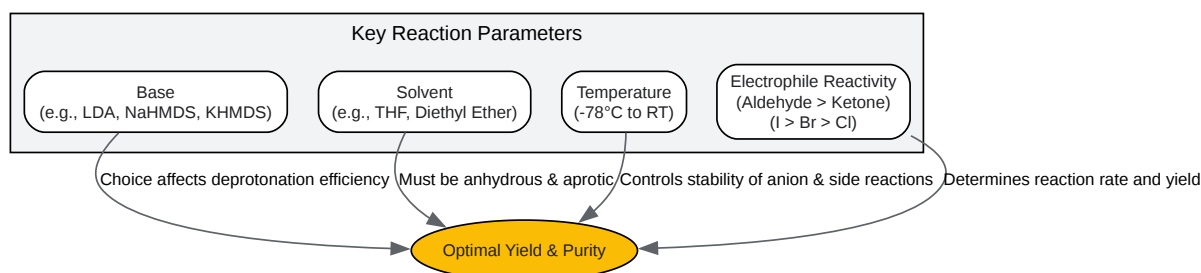 Key Reaction Parameters
Base
(e.g., LDA, NaHMDS, KHMDS)
Solvent
(e.g., THF, Diethyl Ether)
Temperature
(-78°C to RT)
Electrophile Reactivity
(Aldehyde > Ketone)
(I > Br > Cl)
Choice affects deprotonation efficiency
Must be anhydrous & aprotic
Controls stability of anion & side reactions
Determines reaction rate and yield
Optimal Yield & Purity